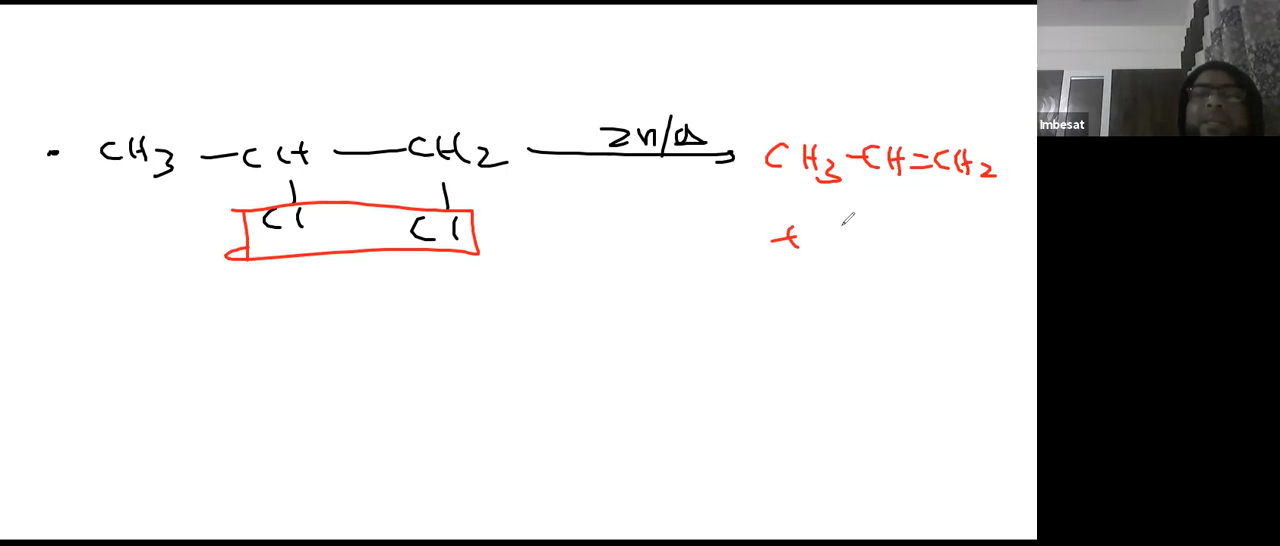 Zn/Δ
CH3 — CH — CH2 → CH3-CH=CH2
Cl Cl
+
Imbesat